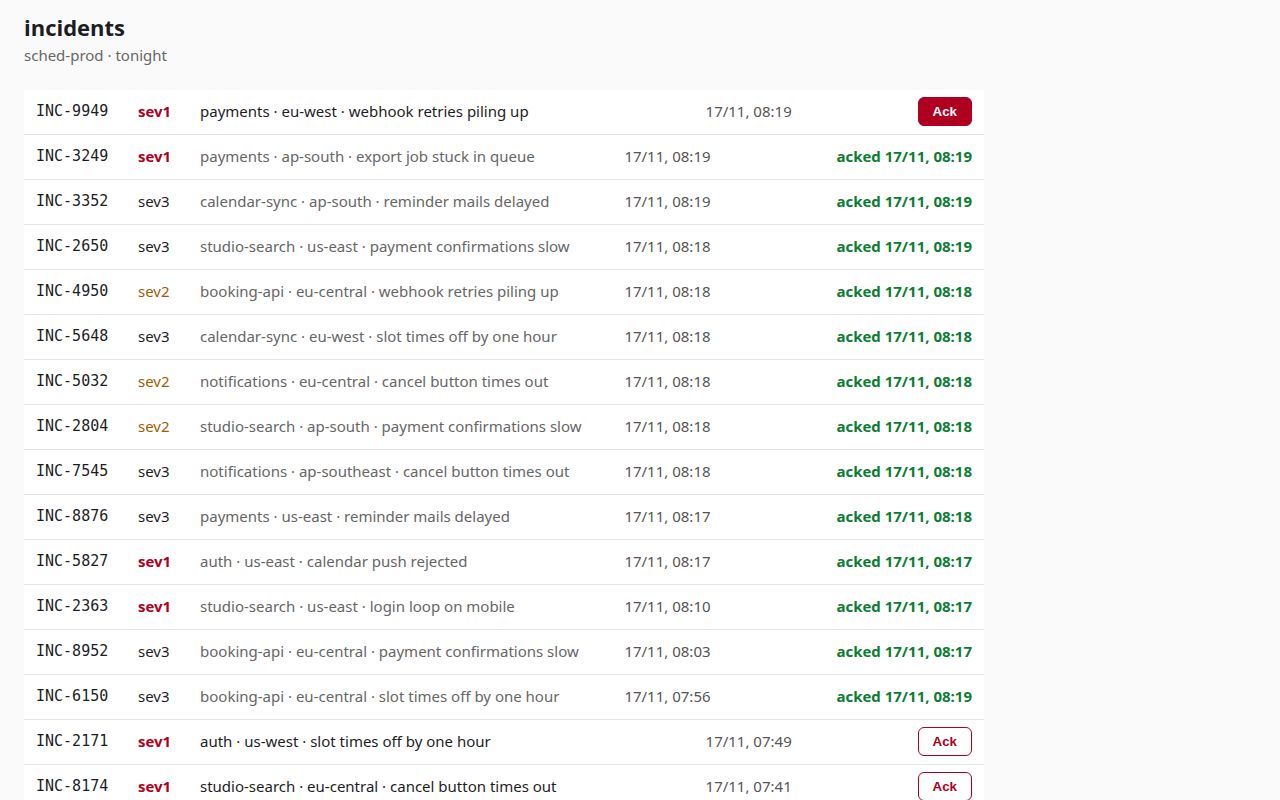 incidents
sched-prod · tonight
INC-9949 sev1 payments · eu-west · webhook retries piling up 17/11, 08:19 Ack
INC-3249 sev1 payments · ap-south · export job stuck in queue 17/11, 08:19 acked 17/11, 08:19
INC-3352 sev3 calendar-sync · ap-south · reminder mails delayed 17/11, 08:19 acked 17/11, 08:19
INC-2650 sev3 studio-search · us-east · payment confirmations slow 17/11, 08:18 acked 17/11, 08:19
INC-4950 sev2 booking-api · eu-central · webhook retries piling up 17/11, 08:18 acked 17/11, 08:18
INC-5648 sev3 calendar-sync · eu-west · slot times off by one hour 17/11, 08:18 acked 17/11, 08:18
INC-5032 sev2 notifications · eu-central · cancel button times out 17/11, 08:18 acked 17/11, 08:18
INC-2804 sev2 studio-search · ap-south · payment confirmations slow 17/11, 08:18 acked 17/11, 08:18
INC-7545 sev3 notifications · ap-southeast · cancel button times out 17/11, 08:18 acked 17/11, 08:18
INC-8876 sev3 payments · us-east · reminder mails delayed 17/11, 08:17 acked 17/11, 08:18
INC-5827 sev1 auth · us-east · calendar push rejected 17/11, 08:17 acked 17/11, 08:17
INC-2363 sev1 studio-search · us-east · login loop on mobile 17/11, 08:10 acked 17/11, 08:17
INC-8952 sev3 booking-api · eu-central · payment confirmations slow 17/11, 08:03 acked 17/11, 08:17
INC-6150 sev3 booking-api · eu-central · slot times off by one hour 17/11, 07:56 acked 17/11, 08:19
INC-2171 sev1 auth · us-west · slot times off by one hour 17/11, 07:49 Ack
INC-8174 sev1 studio-search · eu-central · cancel button times out 17/11, 07:41 Ack